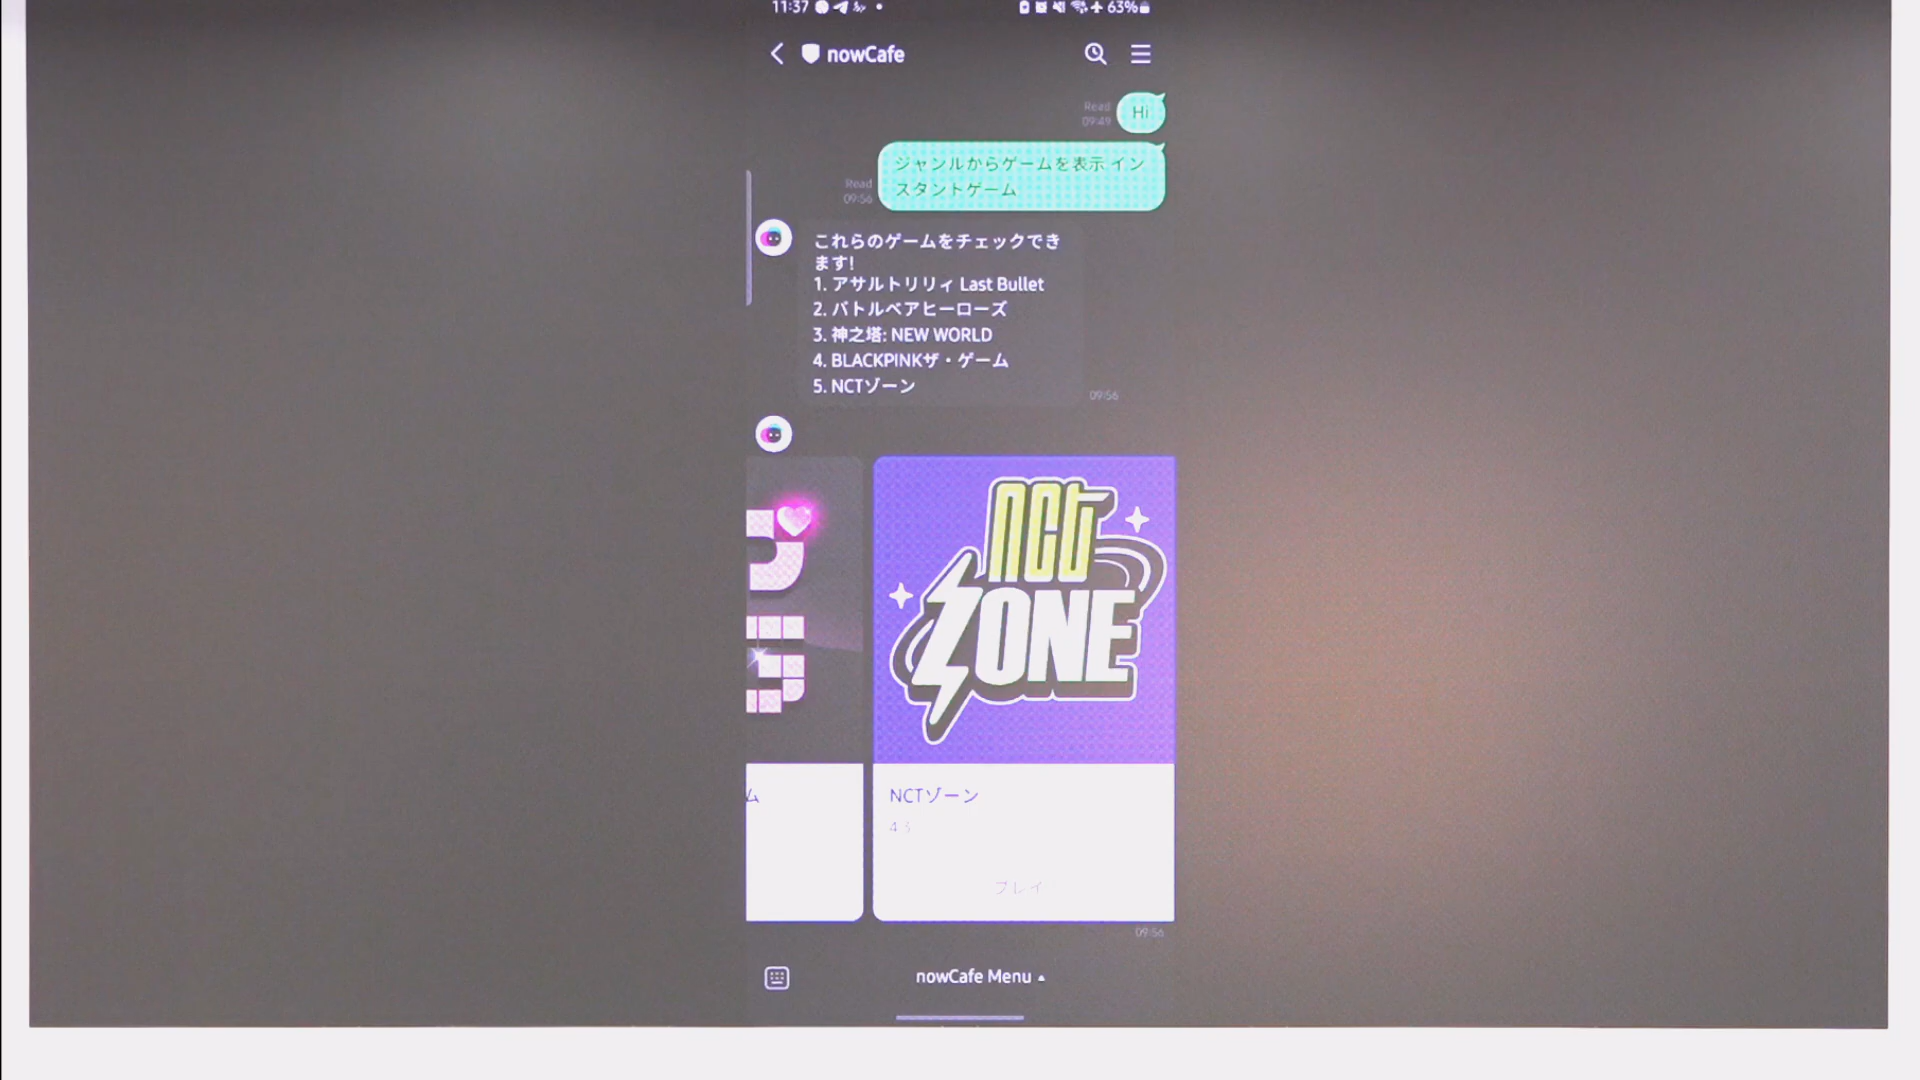 11:37
63%
nowCafe
Read
09:49
Hi
ジャンルからゲームを表示 イン
スタントゲーム
Read
09:56
これらのゲームをチェックでき
ます!
1. アサルトリリィ Last Bullet
2. バトルベアヒーローズ
3. 神之塔: NEW WORLD
4. BLACKPINKザ・ゲーム
5. NCTゾーン
09:56
NCT
ZONE
ム
NCTゾーン
プレイ
09:56
nowCafe Menu